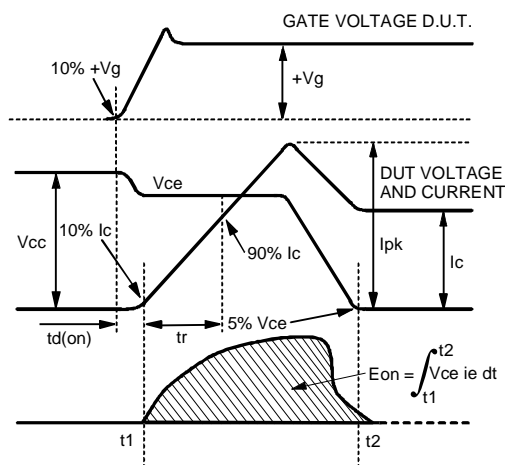 GATE VOLTAGE D.U.T.
10% +Vg
+Vg
Vce
DUT VOLTAGE
AND CURRENT
Vcc
10% Ic
90% Ic
Ipk
Ic
td(on)
tr
5% Vce
Eon = ∫ Vce ie dt
t2
t1
t1
t2